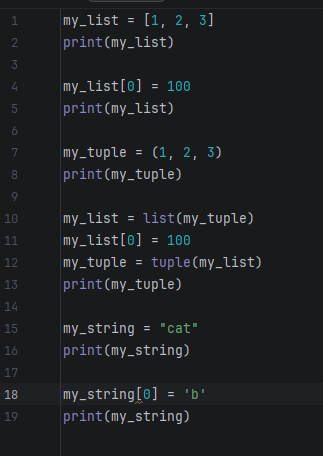 1 my_list = [1, 2, 3]
2 print(my_list)
3
4 my_list[0] = 100
5 print(my_list)
6
7 my_tuple = (1, 2, 3)
8 print(my_tuple)
9
10 my_list = list(my_tuple)
11 my_list[0] = 100
12 my_tuple = tuple(my_list)
13 print(my_tuple)
14
15 my_string = "cat"
16 print(my_string)
17
18 my_string[0] = 'b'
19 print(my_string)